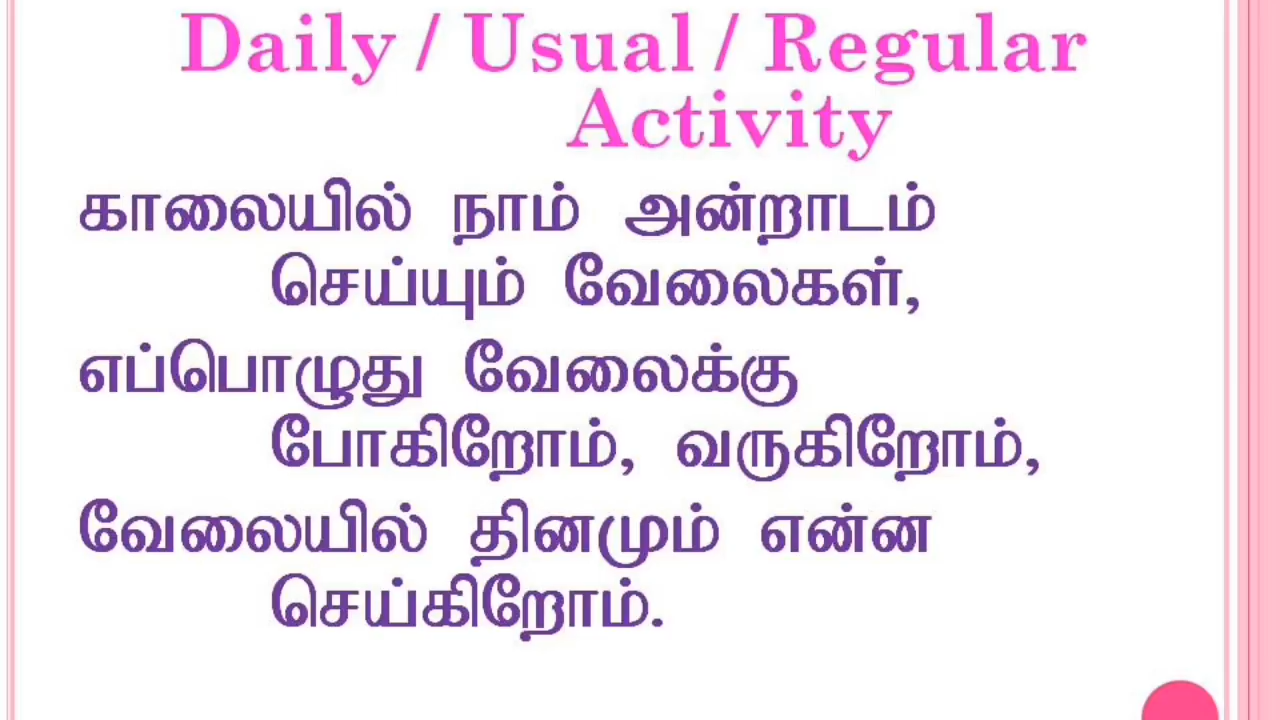 Daily / Usual / Regular
Activity
காலையில் நாம் அன்றாடம்
செய்யும் வேலைகள்,
எப்பொழுது வேலைக்கு
போகிறோம், வருகிறோம்,
வேலையில் தினமும் என்ன
செய்கிறோம்.